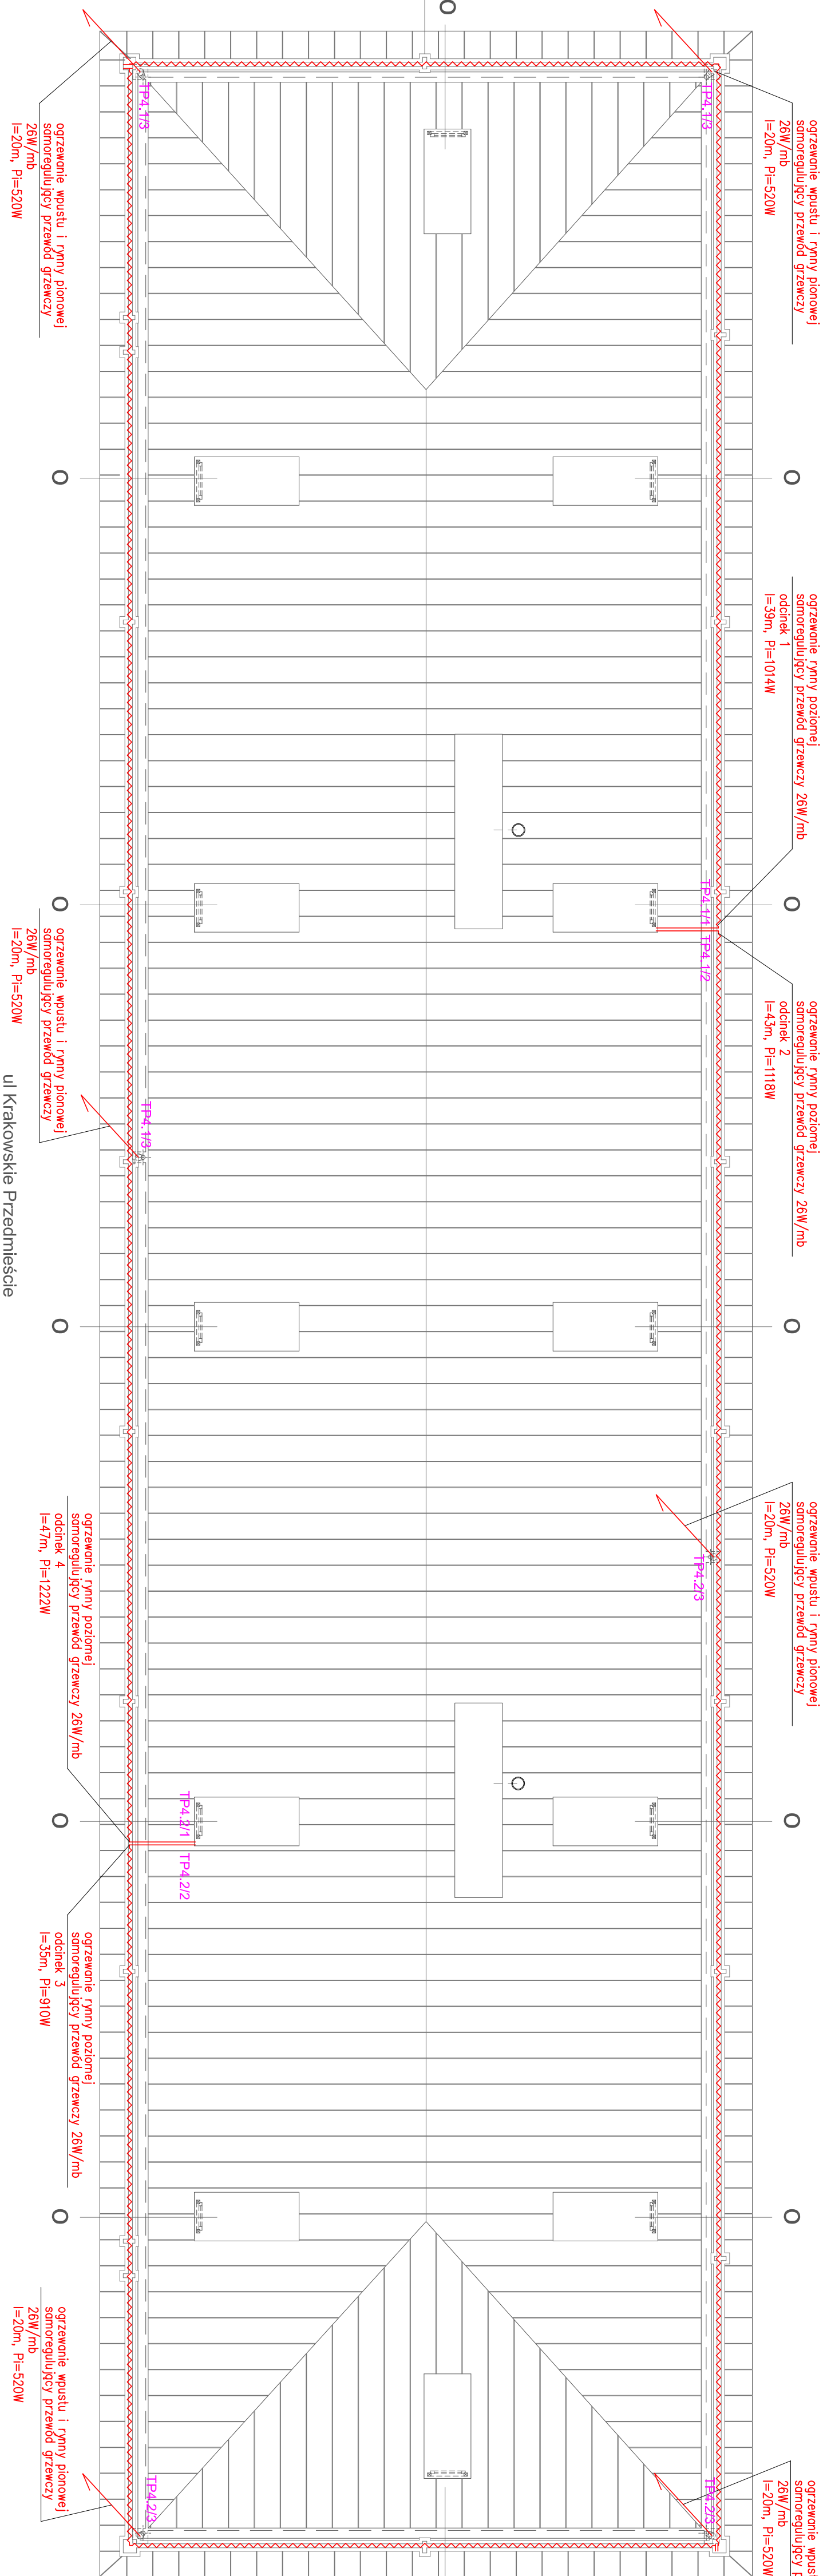 ogrzewanie wpustu i rynny pionowej
samoregulujący przewód grzewczy
26W/mb
l=20m, Pi=520W
TP4.1/3
O
O
ogrzewanie rynny poziomej
samoregulujący przewód grzewczy 26W/mb
odcinek 1
l=39m, Pi=1014W
TP4.1/1
O
TP4.1/2
ogrzewanie rynny poziomej
samoregulujący przewód grzewczy 26W/mb
odcinek 2
l=43m, Pi=1118W
O
ogrzewanie wpustu i rynny pionowej
samoregulujący przewód grzewczy
26W/mb
l=20m, Pi=520W
TP4.2/3
O
O
ogrzewanie wpus
samoregulujący p
26W/mb
l=20m, Pi=520W
TP4.2/3
O
O
TP4.1/3
ogrzewanie wpustu i rynny pionowej
samoregulujący przewód grzewczy
26W/mb
l=20m, Pi=520W
O
O
ogrzewanie wpustu i rynny pionowej
samoregulujący przewód grzewczy
26W/mb
l=20m, Pi=520W
TP4.1/3
O
ogrzewanie rynny poziomej
samoregulujący przewód grzewczy 26W/mb
odcinek 4
l=47m, Pi=1222W
TP4.2/1
O
TP4.2/2
ogrzewanie rynny poziomej
samoregulujący przewód grzewczy 26W/mb
odcinek 3
l=35m, Pi=910W
O
ogrzewanie wpustu i rynny pionowej
samoregulujący przewód grzewczy
26W/mb
l=20m, Pi=520W
TP4.2/3
ul Krakowskie Przedmieście